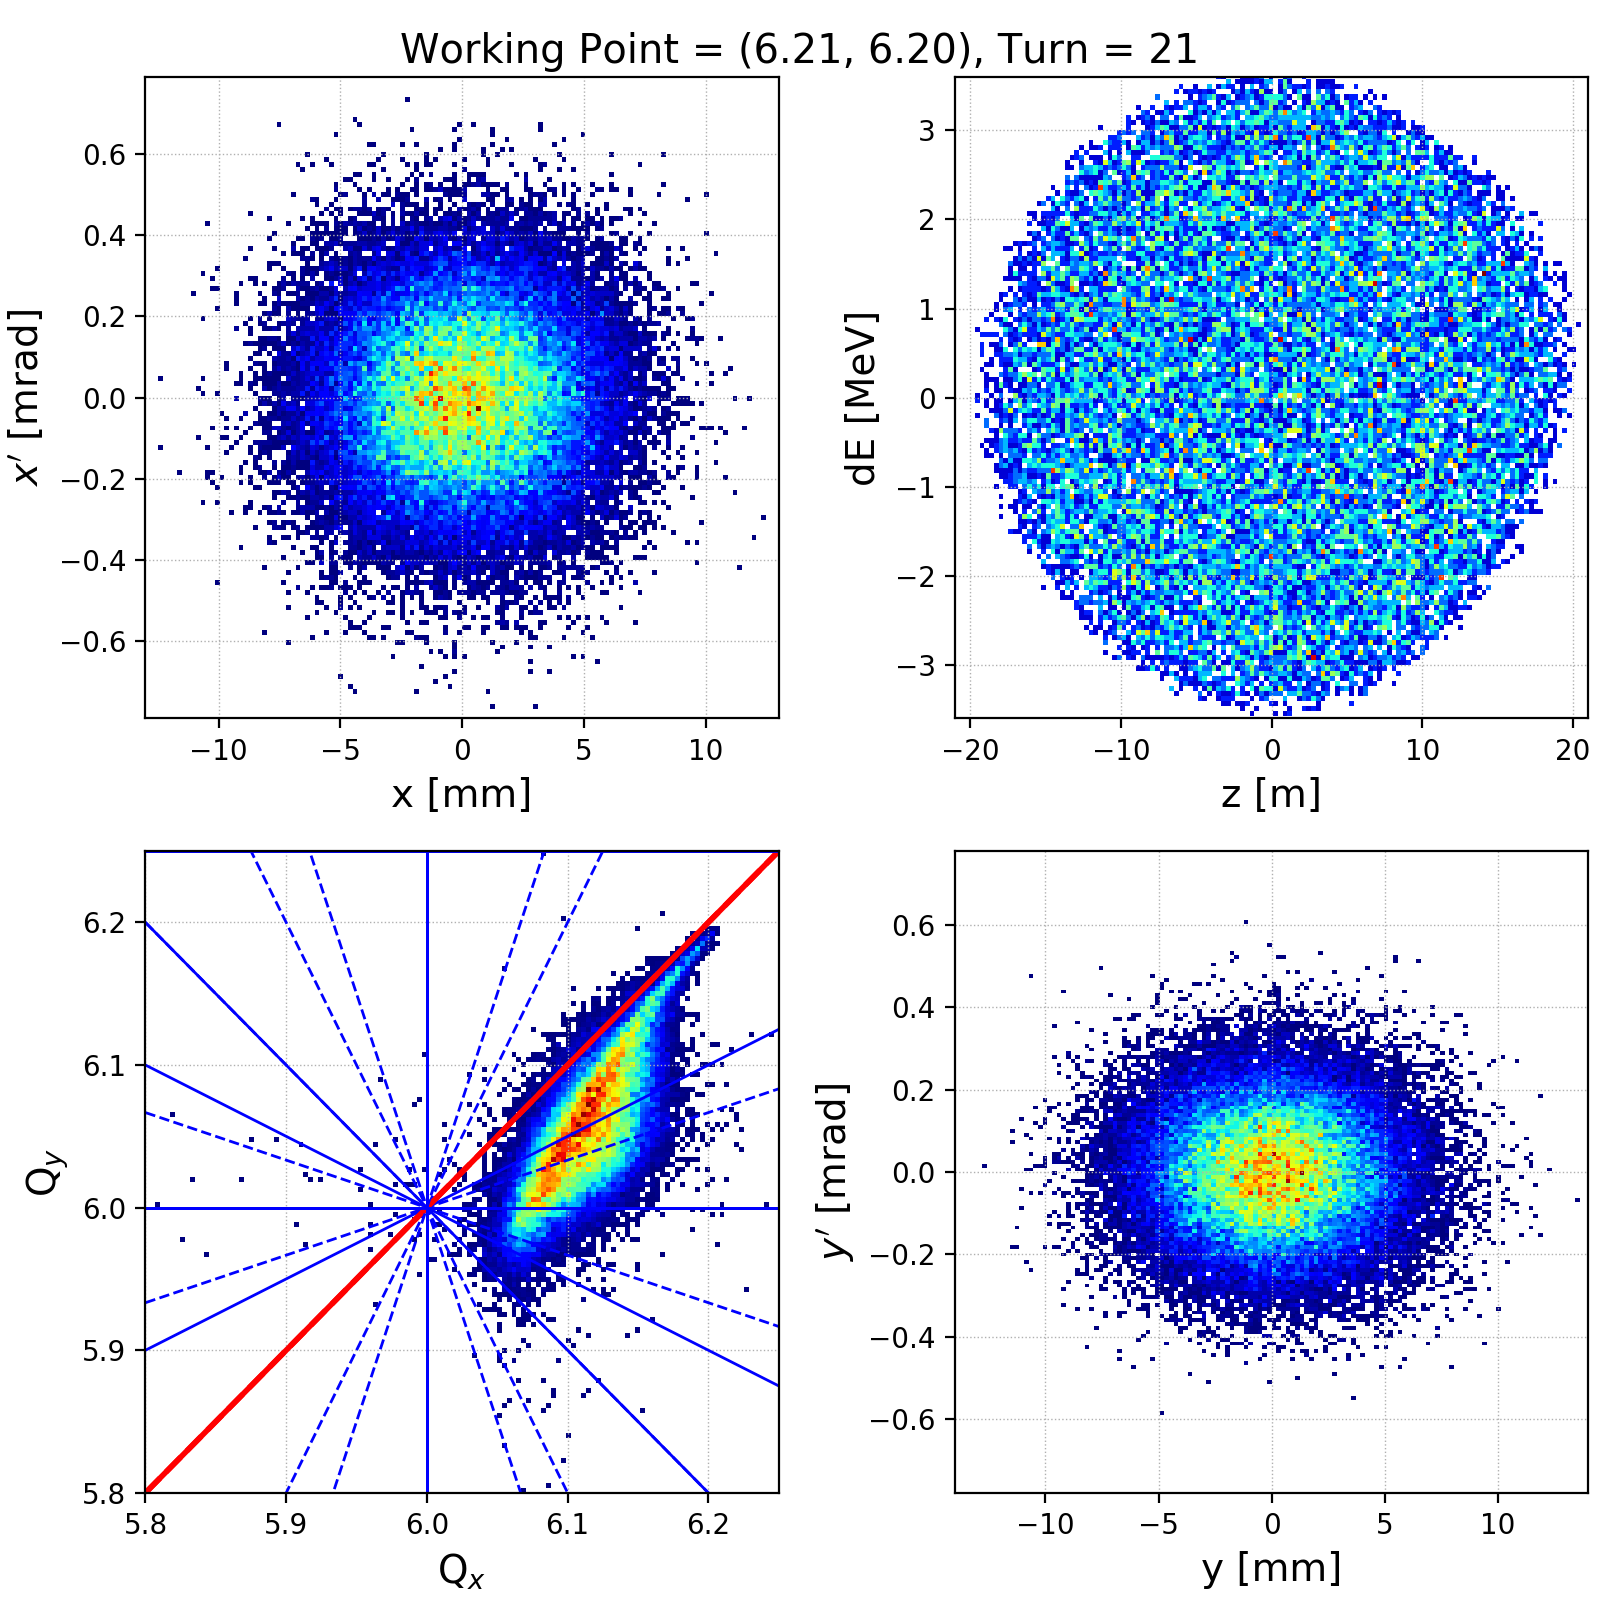 Working Point = (6.21, 6.20), Turn = 21
0.6
0.4
0.2
0.0
−0.2
−0.4
−0.6
x′ [mrad]
−10 −5 0 5 10
x [mm]
3
2
1
0
−1
−2
−3
dE [MeV]
−20 −10 0 10 20
z [m]
6.2
6.1
6.0
5.9
5.8
Qy
5.8 5.9 6.0 6.1 6.2
Qx
0.6
0.4
0.2
0.0
−0.2
−0.4
−0.6
y′ [mrad]
−10 −5 0 5 10
y [mm]